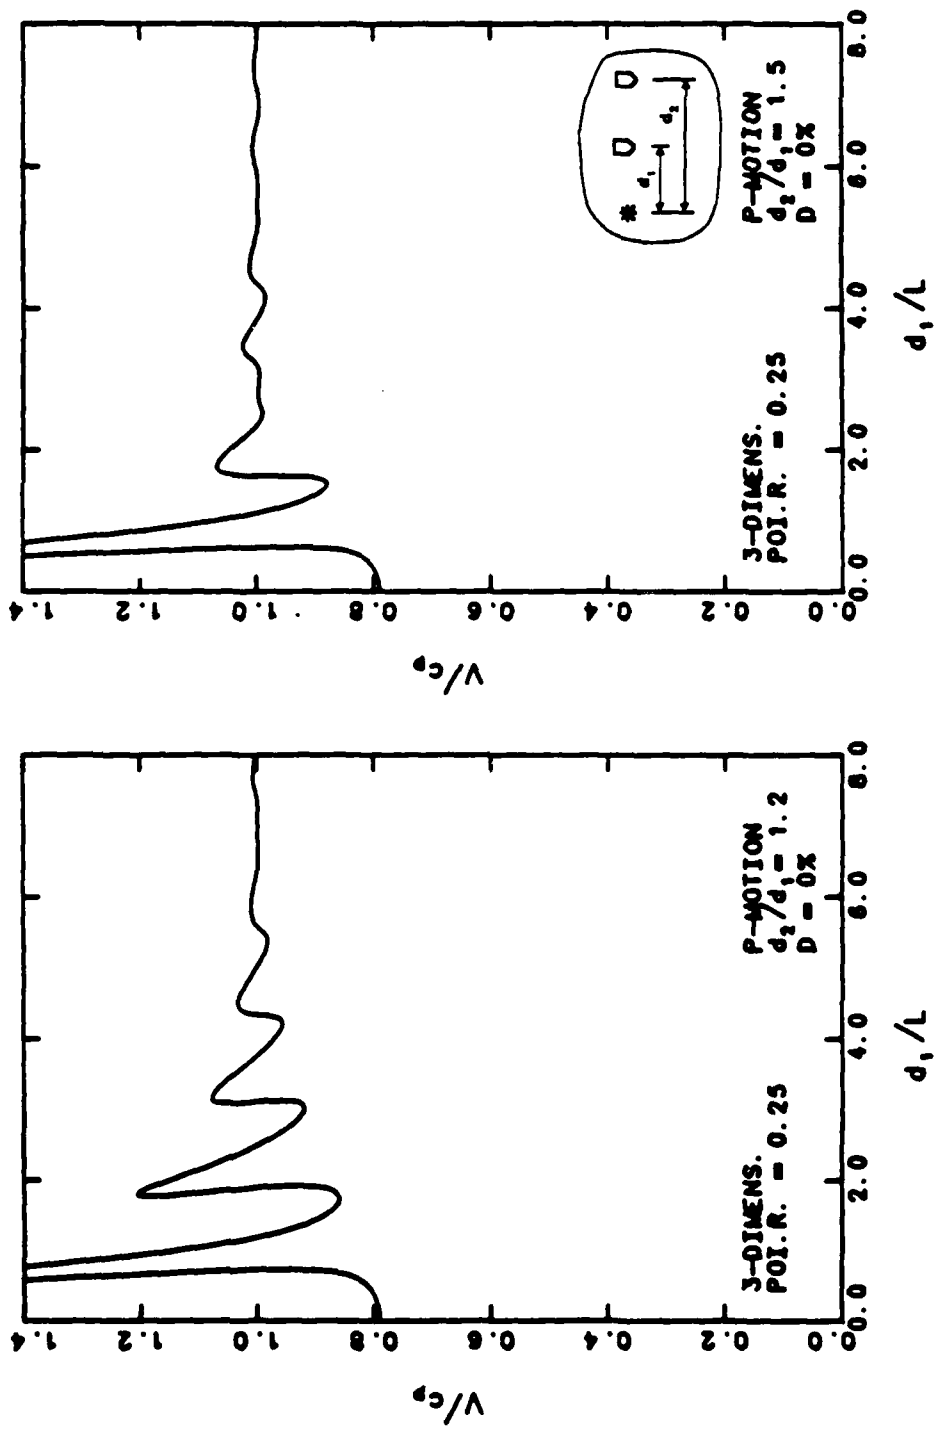 1.4
1.2
1.0
0.8
0.6
0.4
0.2
0.0
V/cₚ
0.0
2.0
4.0
6.0
8.0
d₁/L
3-DIMENS.
POI.R. = 0.25
P-MOTION
d₂/d₁= 1.2
D = 0%
1.4
1.2
1.0
0.8
0.6
0.4
0.2
0.0
V/cₚ
0.0
2.0
4.0
6.0
8.0
d₁/L
3-DIMENS.
POI.R. = 0.25
P-MOTION
d₂/d₁= 1.5
D = 0%
d₁
d₂